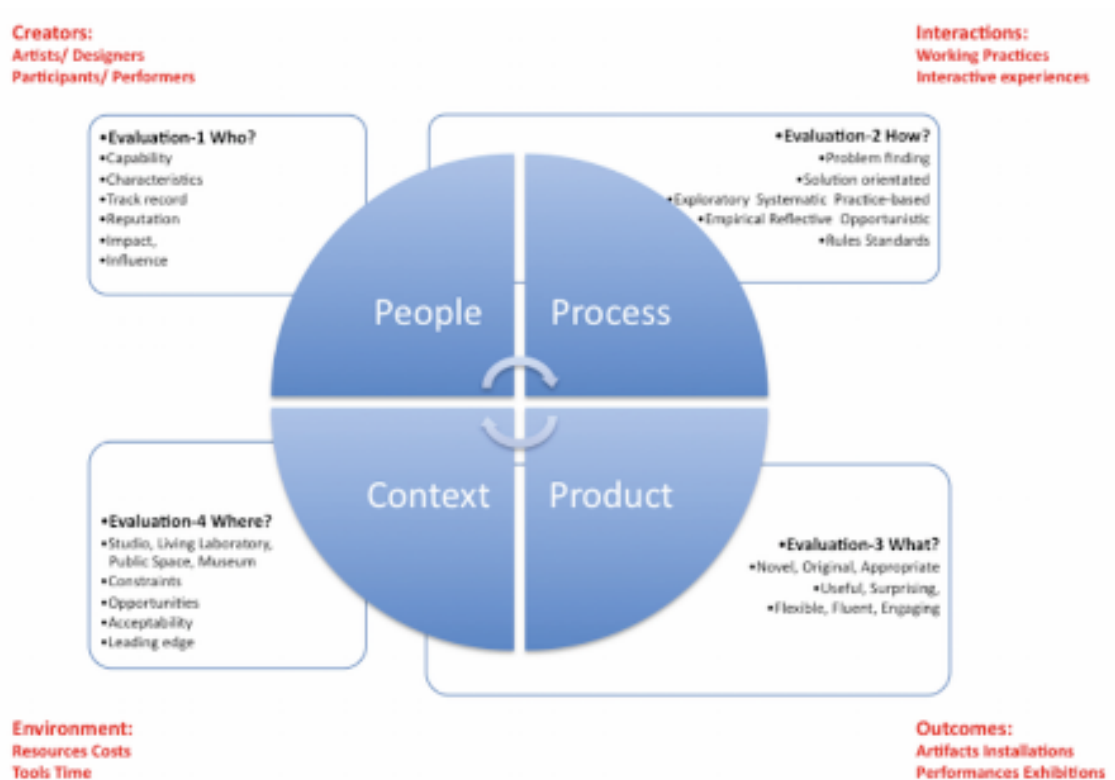 Creators:
Artists/ Designers
Participants/ Performers
Interactions:
Working Practices
Interactive experiences
•Evaluation-1 Who?
•Capability
•Characteristics
•Track record
•Reputation
•Impact,
•Influence
•Evaluation-2 How?
•Problem finding
•Solution orientated
•Exploratory Systematic Practice-based
•Empirical Reflective Opportunistic
•Rules Standards
People
Process
Context
Product
•Evaluation-4 Where?
•Studio, Living Laboratory,
Public Space, Museum
•Constraints
•Opportunities
•Acceptability
•Leading edge
•Evaluation-3 What?
•Novel, Original, Appropriate
•Useful, Surprising,
•Flexible, Fluent, Engaging
Environment:
Resources Costs
Tools Time
Outcomes:
Artifacts Installations
Performances Exhibitions